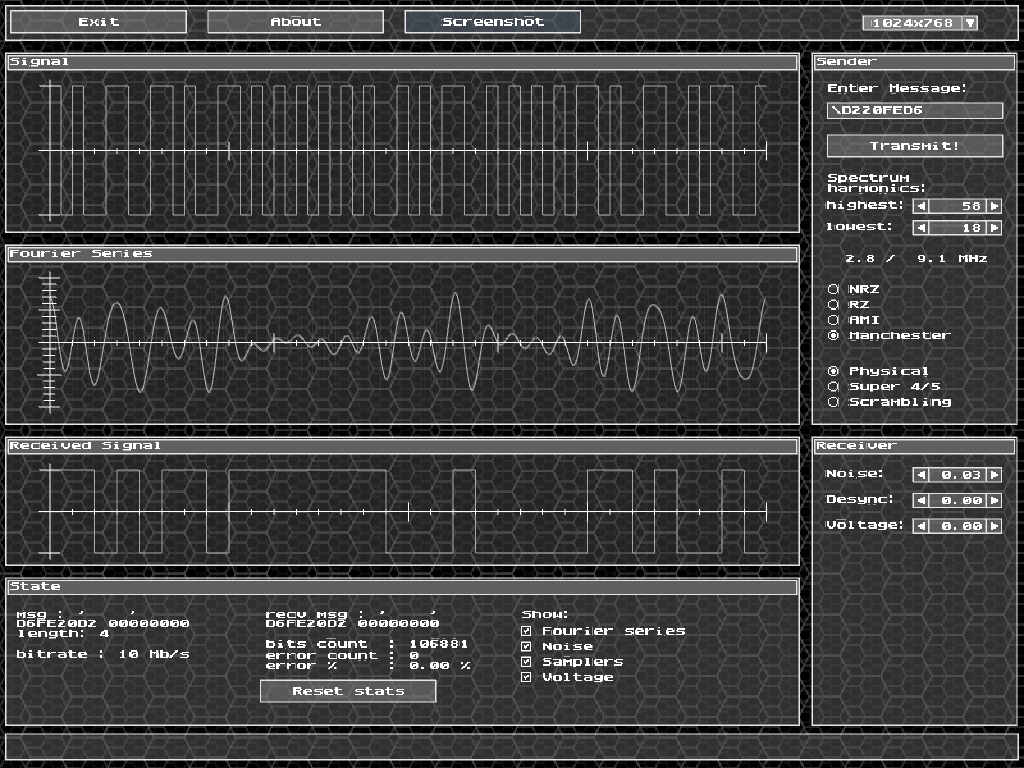 Exit
About
Screenshot
1024x768
Signal
Sender
Enter Message:
\D220FED6
Transmit!
Spectrum
harmonics:
highest: 58
lowest: 18
2.8 / 9.1 MHz
NRZ
RZ
AMI
Manchester
Physical
Super 4/5
Scrambling
Fourier Series
Received Signal
Receiver
Noise: 0.03
Desync: 0.00
Voltage: 0.00
State
msg : ' '
D6FE20D2 00000000
length: 4
bitrate : 10 Mb/s
recv msg : ' '
D6FE20D2 00000000
bits count : 106881
error count : 0
error % : 0.00 %
Reset stats
Show:
Fourier series
Noise
Samplers
Voltage